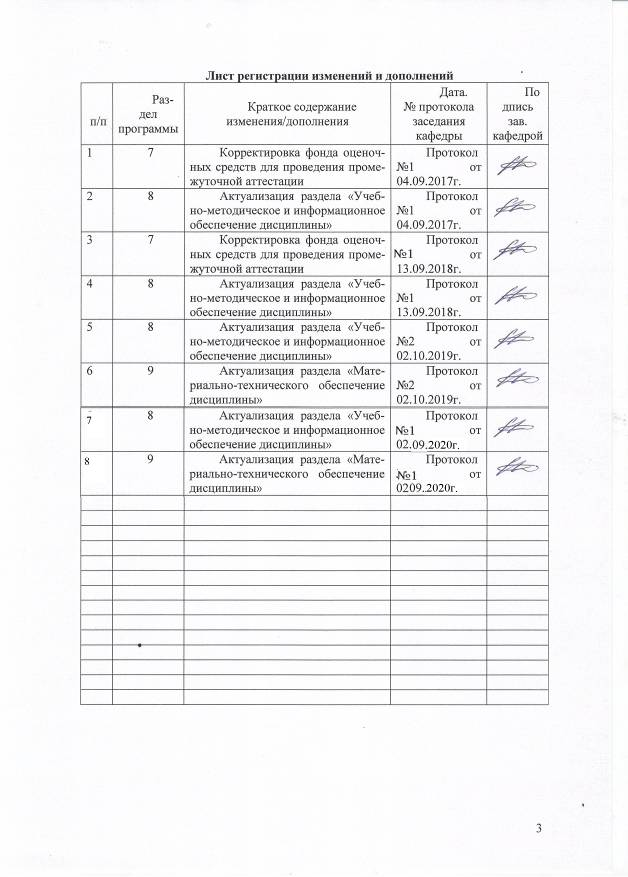 Лист регистрации изменений и дополнений
п/п
Раз-
дел
программы
Краткое содержание
изменения/дополнения
Дата.
№ протокола
заседания
кафедры
По
дпись
зав.
кафедрой
1
7
Корректировка фонда оценоч-
ных средств для проведения проме-
жуточной аттестации
Протокол
№1 от
04.09.2017г.
2
8
Актуализация раздела «Учеб-
но-методическое и информационное
обеспечение дисциплины»
Протокол
№1 от
04.09.2017г.
3
7
Корректировка фонда оценоч-
ных средств для проведения проме-
жуточной аттестации
Протокол
№1 от
13.09.2018г.
4
8
Актуализация раздела «Учеб-
но-методическое и информационное
обеспечение дисциплины»
Протокол
№1 от
13.09.2018г.
5
8
Актуализация раздела «Учеб-
но-методическое и информационное
обеспечение дисциплины»
Протокол
№2 от
02.10.2019г.
6
9
Актуализация раздела «Мате-
риально-технического обеспечение
дисциплины»
Протокол
№2 от
02.10.2019г.
7
8
Актуализация раздела «Учеб-
но-методическое и информационное
обеспечение дисциплины»
Протокол
№1 от
02.09.2020г.
8
9
Актуализация раздела «Мате-
риально-технического обеспечение
дисциплины»
Протокол
№1 от
0209.2020г.
3